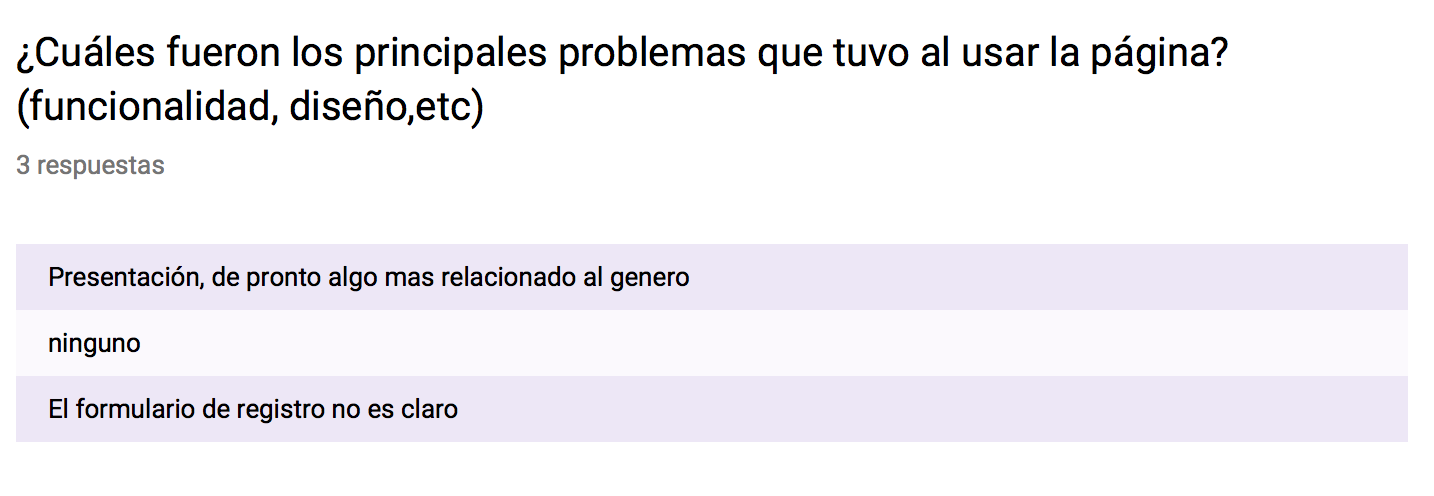 ¿Cuáles fueron los principales problemas que tuvo al usar la página?
(funcionalidad, diseño,etc)
3 respuestas
Presentación, de pronto algo mas relacionado al genero
ninguno
El formulario de registro no es claro